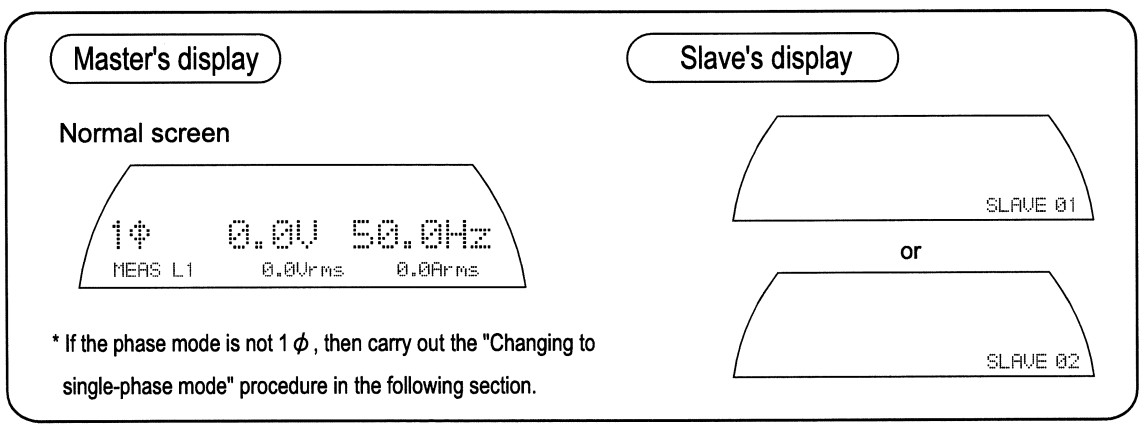 Master's display
Normal screen
1Φ 0.0V 50.0Hz
MEAS L1 0.0Vrms 0.0Arms
* If the phase mode is not 1 ϕ , then carry out the "Changing to
single-phase mode" procedure in the following section.
Slave's display
SLAVE 01
or
SLAVE 02